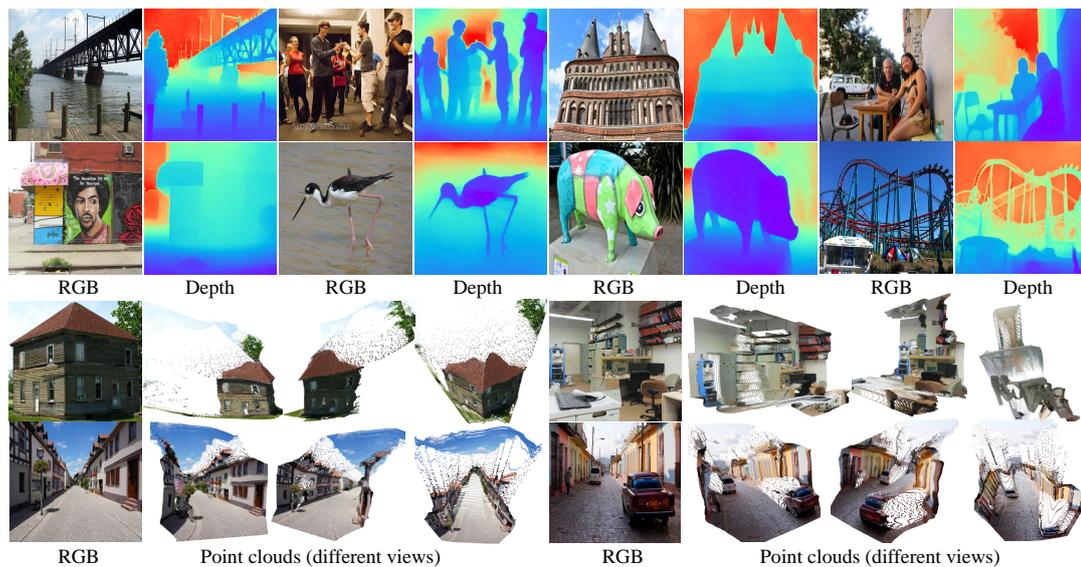 RGB Depth RGB Depth RGB Depth RGB Depth
RGB Point clouds (different views) RGB Point clouds (different views)